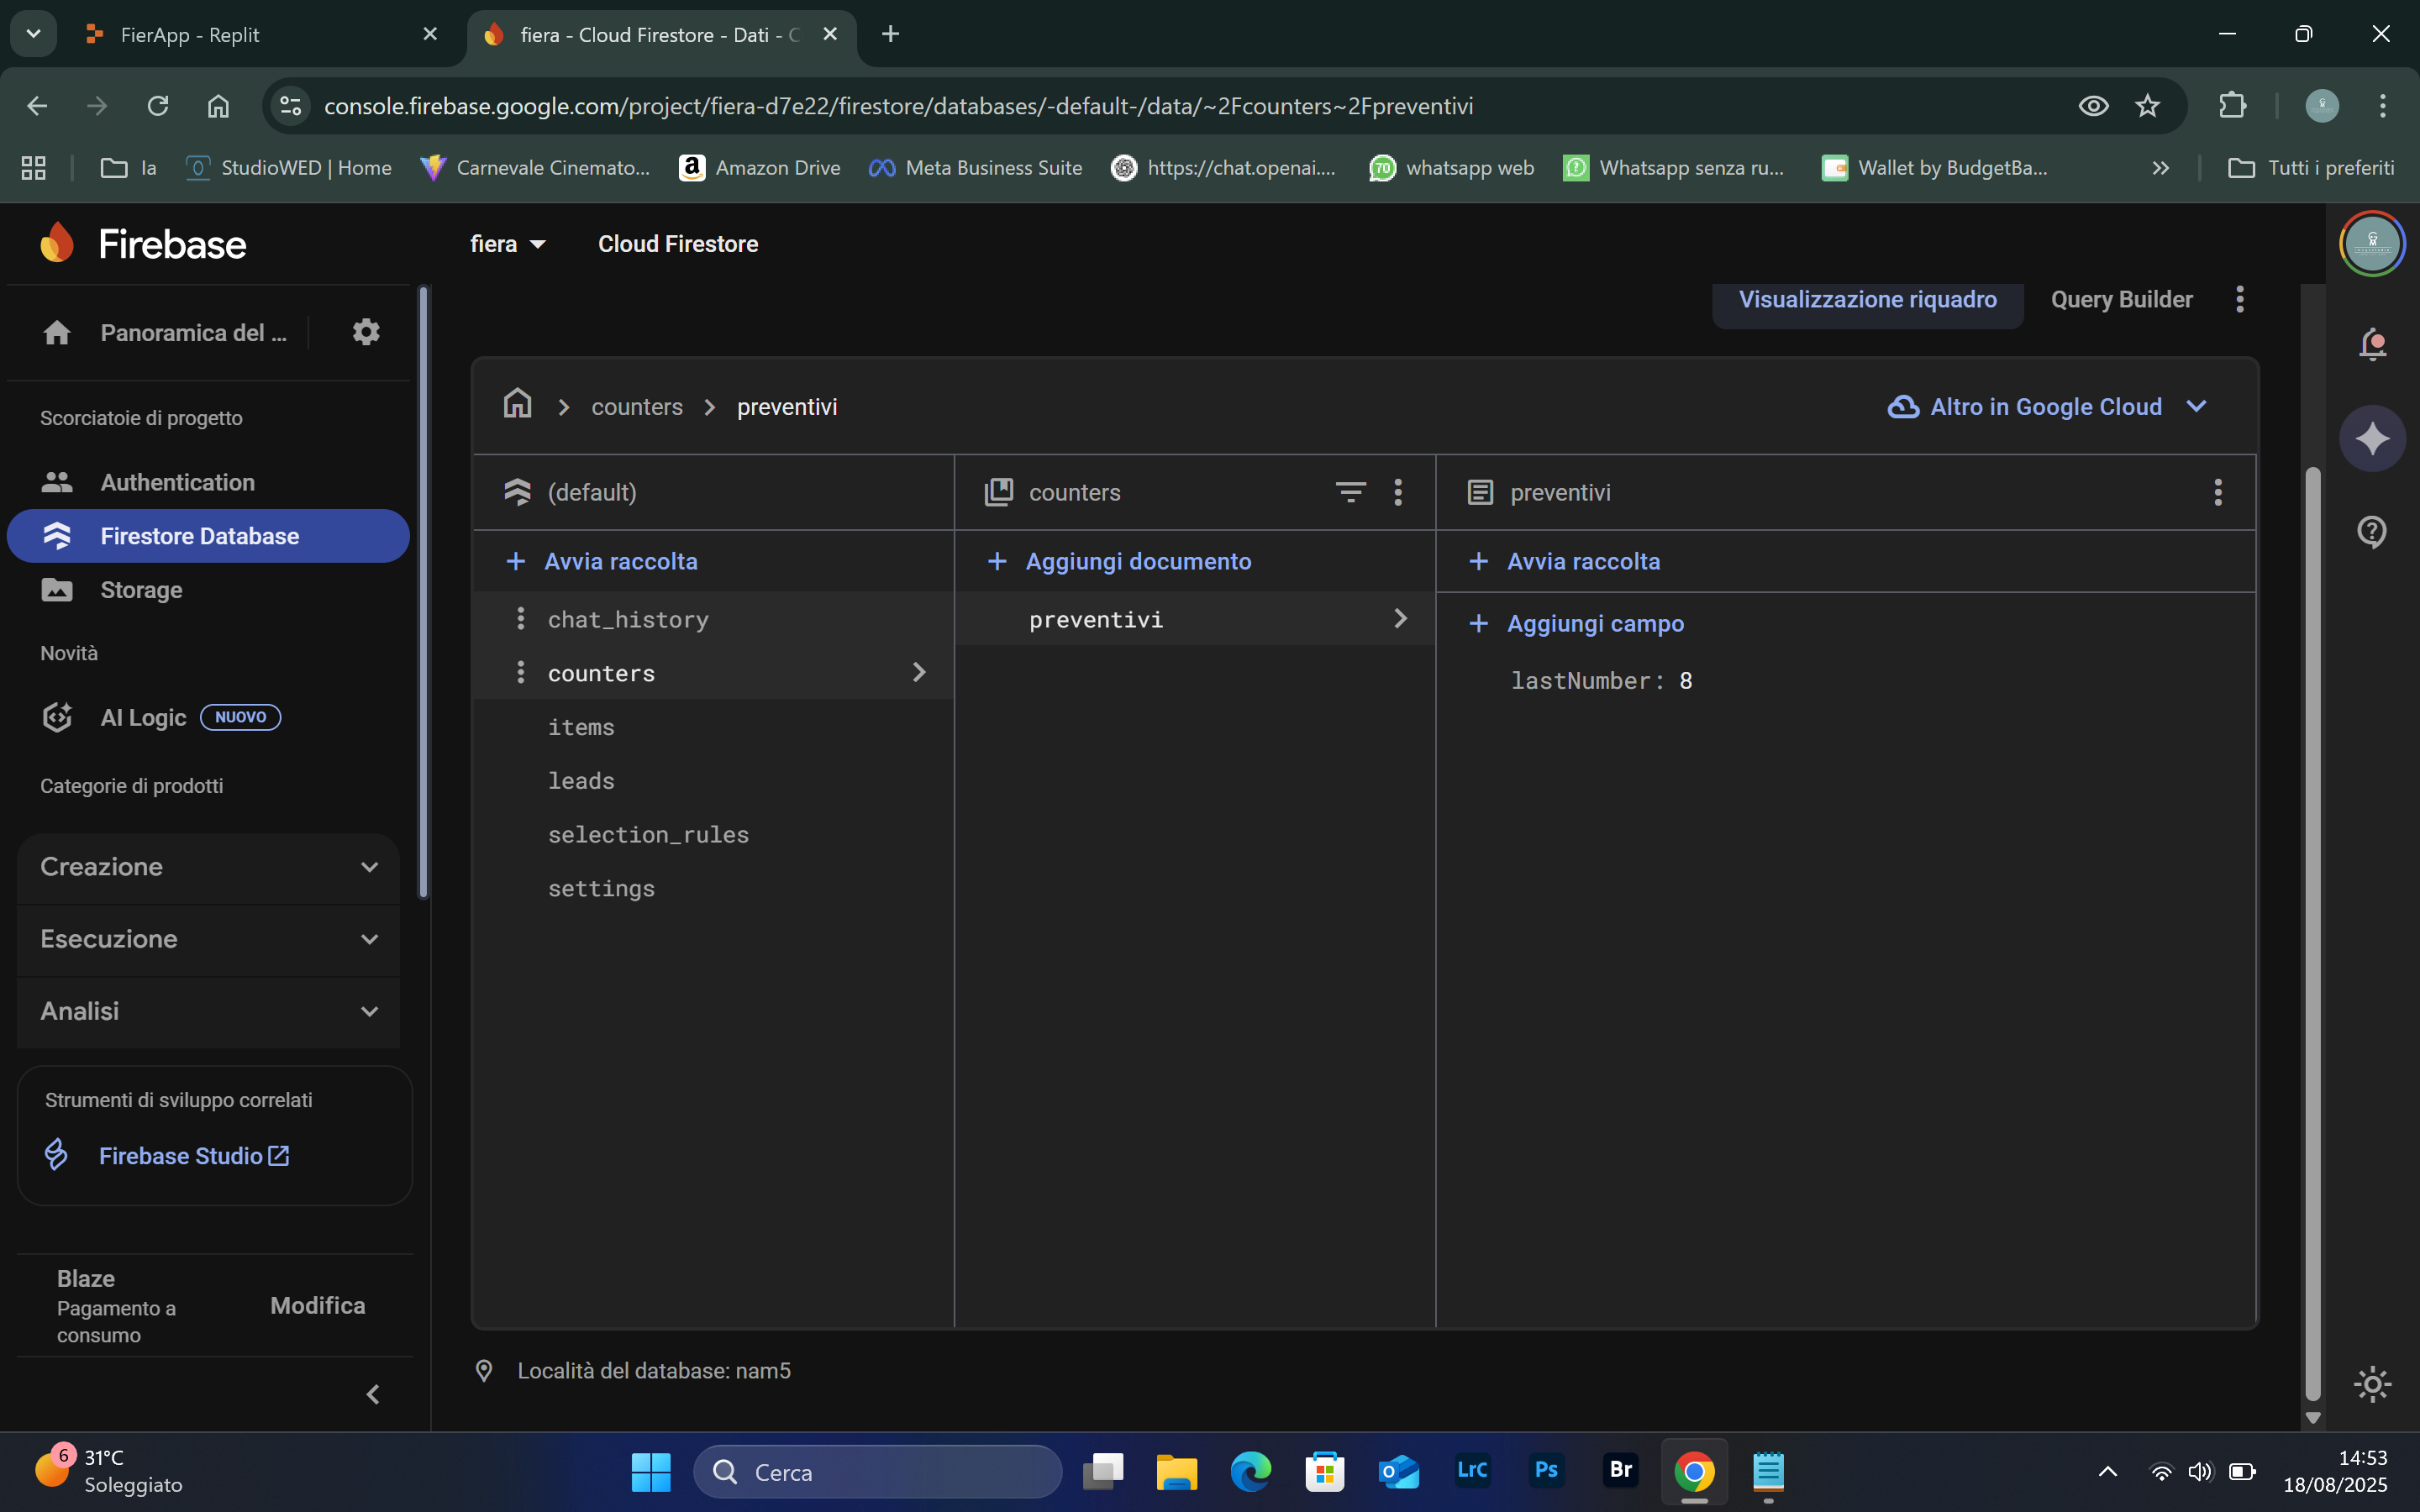 FierApp - Replit
fiera - Cloud Firestore - Dati - C
console.firebase.google.com/project/fiera-d7e22/firestore/databases/-default-/data/~2Fcounters~2Fpreventivi
Ia
StudioWED | Home
Carnevale Cinemato...
Amazon Drive
Meta Business Suite
https://chat.openai....
70
whatsapp web
Whatsapp senza ru...
Wallet by BudgetBa...
Tutti i preferiti
Firebase
fiera
Cloud Firestore
Visualizzazione riquadro
Query Builder
Panoramica del ...
counters
preventivi
Altro in Google Cloud
Scorciatoie di progetto
(default)
counters
preventivi
Authentication
Firestore Database
Storage
Avvia raccolta
Aggiungi documento
Avvia raccolta
chat_history
counters
items
leads
selection_rules
settings
preventivi
Aggiungi campo
lastNumber: 8
Novità
AI Logic
NUOVO
Categorie di prodotti
Creazione
Esecuzione
Analisi
Strumenti di sviluppo correlati
Firebase Studio
Blaze
Pagamento a
consumo
Modifica
Località del database: nam5
6
31°C
Soleggiato
Cerca
LrC
Ps
Br
14:53
18/08/2025